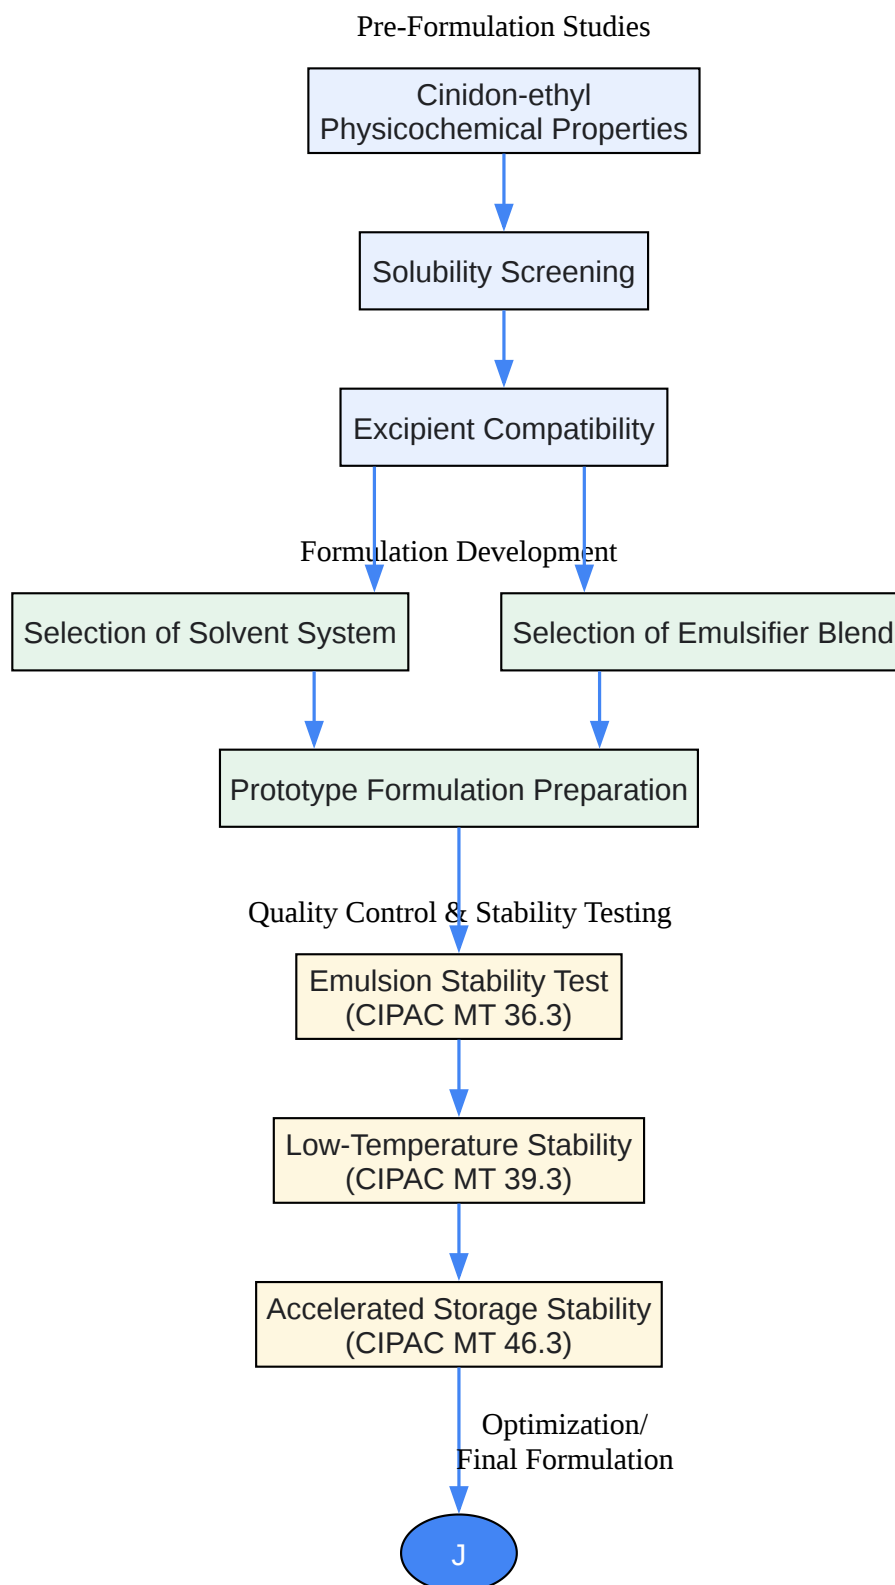 Pre-Formulation Studies
Cinidon-ethyl
Physicochemical Properties
Solubility Screening
Excipient Compatibility
Formulation Development
Selection of Solvent System
Selection of Emulsifier Blend
Prototype Formulation Preparation
Quality Control & Stability Testing
Emulsion Stability Test
(CIPAC MT 36.3)
Low-Temperature Stability
(CIPAC MT 39.3)
Accelerated Storage Stability
(CIPAC MT 46.3)
Optimization/
Final Formulation
J